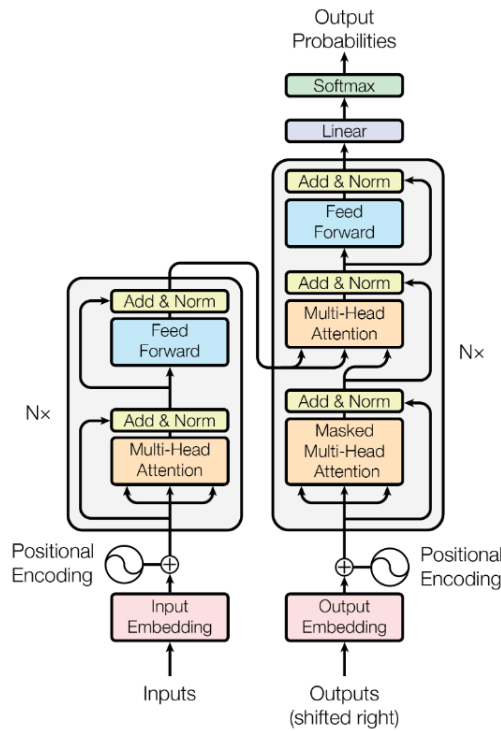 Output
Probabilities
Softmax
Linear
Add & Norm
Feed
Forward
Add & Norm
Multi-Head
Attention
N×
Add & Norm
Masked
Multi-Head
Attention
Positional
Encoding
Output
Embedding
Outputs
(shifted right)
Add & Norm
Feed
Forward
N×
Add & Norm
Multi-Head
Attention
Positional
Encoding
Input
Embedding
Inputs